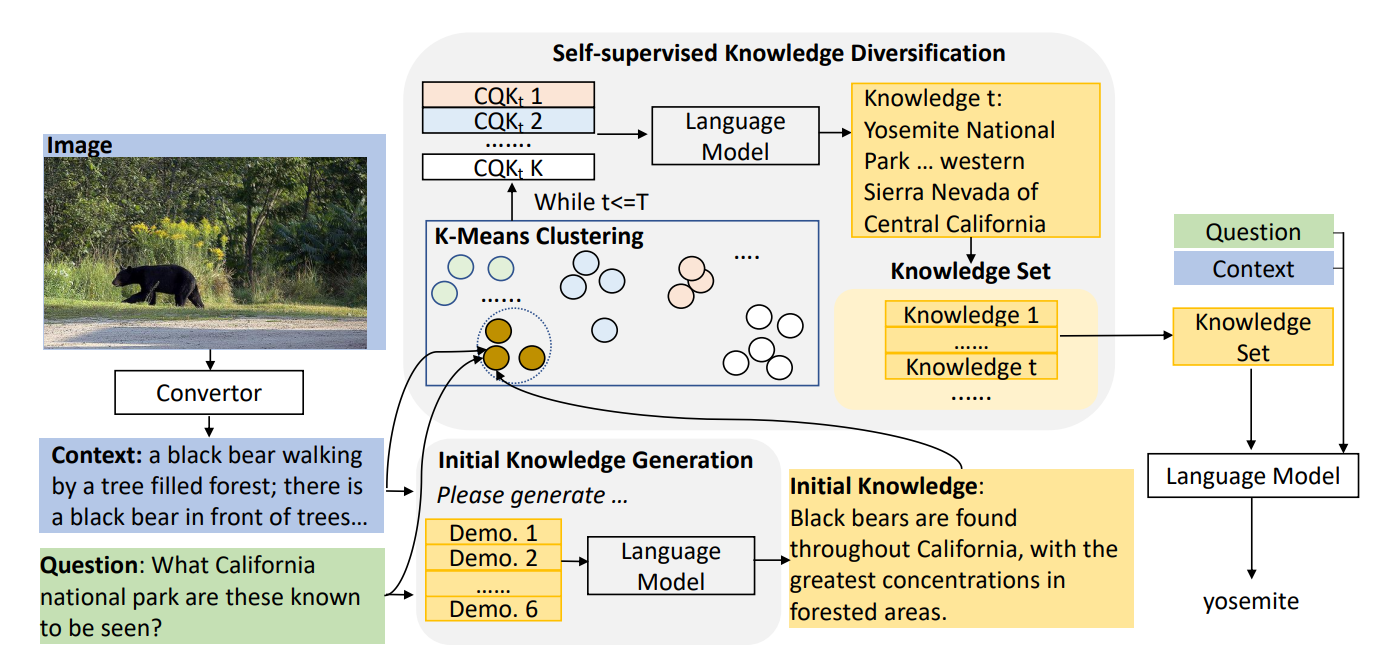 Self-supervised Knowledge Diversification
CQKt 1
CQKt 2
.......
CQKt K
Language
Model
Knowledge t:
Yosemite National
Park ... western
Sierra Nevada of
Central California
While t<=T
K-Means Clustering
....
......
Knowledge Set
Knowledge 1
......
Knowledge t
......
Image
Convertor
Context: a black bear walking
by a tree filled forest; there is
a black bear in front of trees...
Question: What California
national park are these known
to be seen?
Initial Knowledge Generation
Please generate ...
Demo. 1
Demo. 2
......
Demo. 6
Language
Model
Initial Knowledge:
Black bears are found
throughout California, with the
greatest concentrations in
forested areas.
Question
Context
Knowledge
Set
Language Model
yosemite